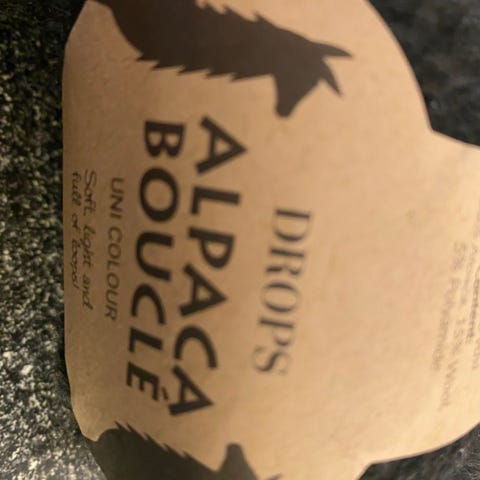 DROPS
ALPACA
BOUCLÉ
UNI COLOUR
Soft, light and
full of loops!
15% Wool
5% Polyamide